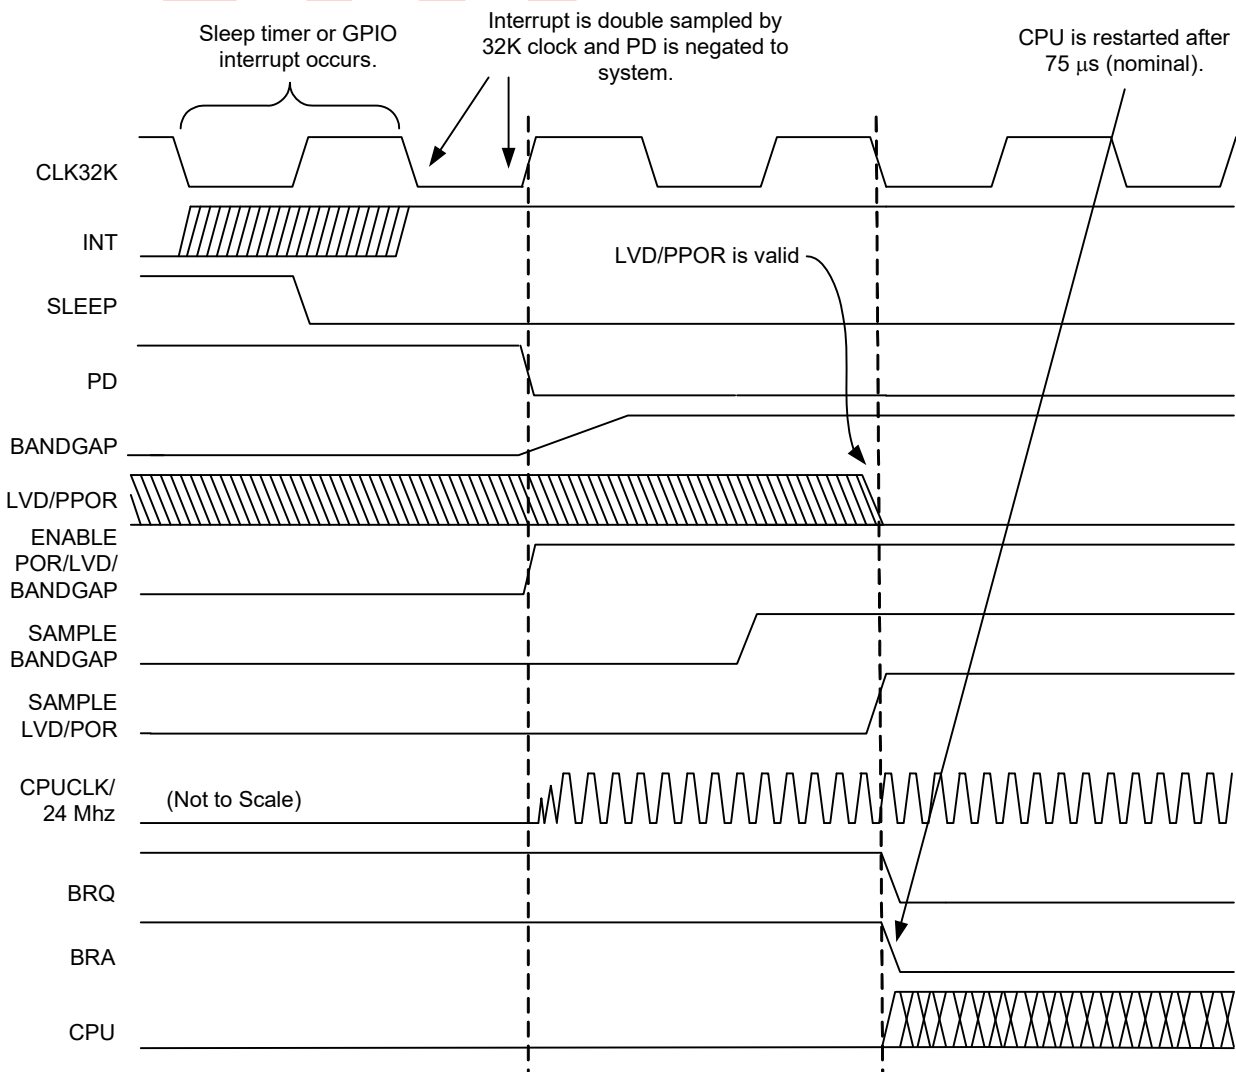 Sleep timer or GPIO
interrupt occurs.
Interrupt is double sampled by
32K clock and PD is negated to
system.
CPU is restarted after
75 µs (nominal).
CLK32K
INT
LVD/PPOR is valid
SLEEP
PD
BANDGAP
LVD/PPOR
ENABLE
POR/LVD/
BANDGAP
SAMPLE
BANDGAP
SAMPLE
LVD/POR
CPUCLK/
24 Mhz
(Not to Scale)
BRQ
BRA
CPU